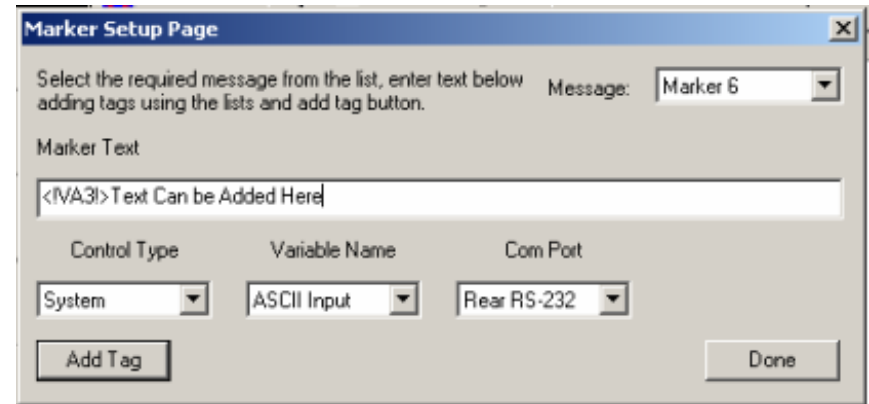 Marker Setup Page
Select the required message from the list, enter text below
adding tags using the lists and add tag button.
Message:
Marker 6
Marker Text
<!VA3!>Text Can be Added Here
Control Type
Variable Name
Com Port
System
ASCII Input
Rear RS-232
Add Tag
Done